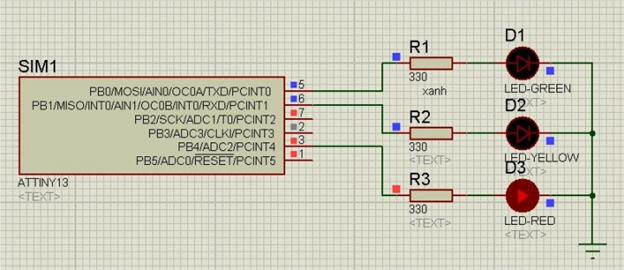 SIM1
PB0/MOSI/AIN0/OC0A/TXD/PCINT0
5
PB1/MISO/INT0/AIN1/OC0B/INT0/RXD/PCINT1
6
PB2/SCK/ADC1/T0/PCINT2
7
PB3/ADC3/CLKI/PCINT3
2
PB4/ADC2/PCINT4
3
PB5/ADC0/RESET/PCINT5
1
ATTINY13
<TEXT>
R1
330
xanh
D1
LED-GREEN
<TEXT>
R2
330
<TEXT>
D2
LED-YELLOW
<TEXT>
R3
330
<TEXT>
D3
LED-RED
<TEXT>